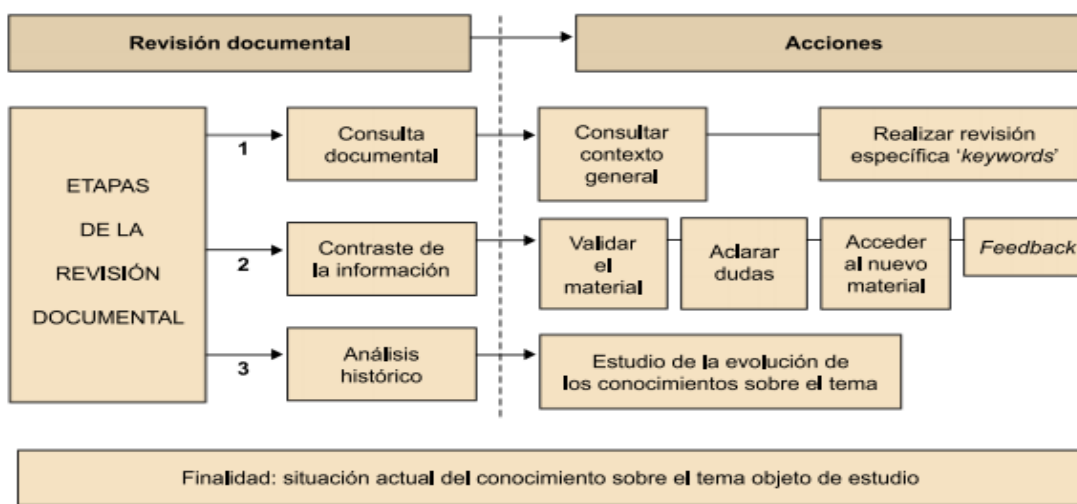 Revisión documental
Acciones
ETAPAS
DE LA
REVISIÓN
DOCUMENTAL
1
Consulta
documental
Consultar
contexto
general
Realizar revisión
específica ‘keywords’
2
Contraste de
la información
Validar
el
material
Aclarar
dudas
Acceder
al nuevo
material
Feedback
3
Análisis
histórico
Estudio de la evolución de
los conocimientos sobre el tema
Finalidad: situación actual del conocimiento sobre el tema objeto de estudio